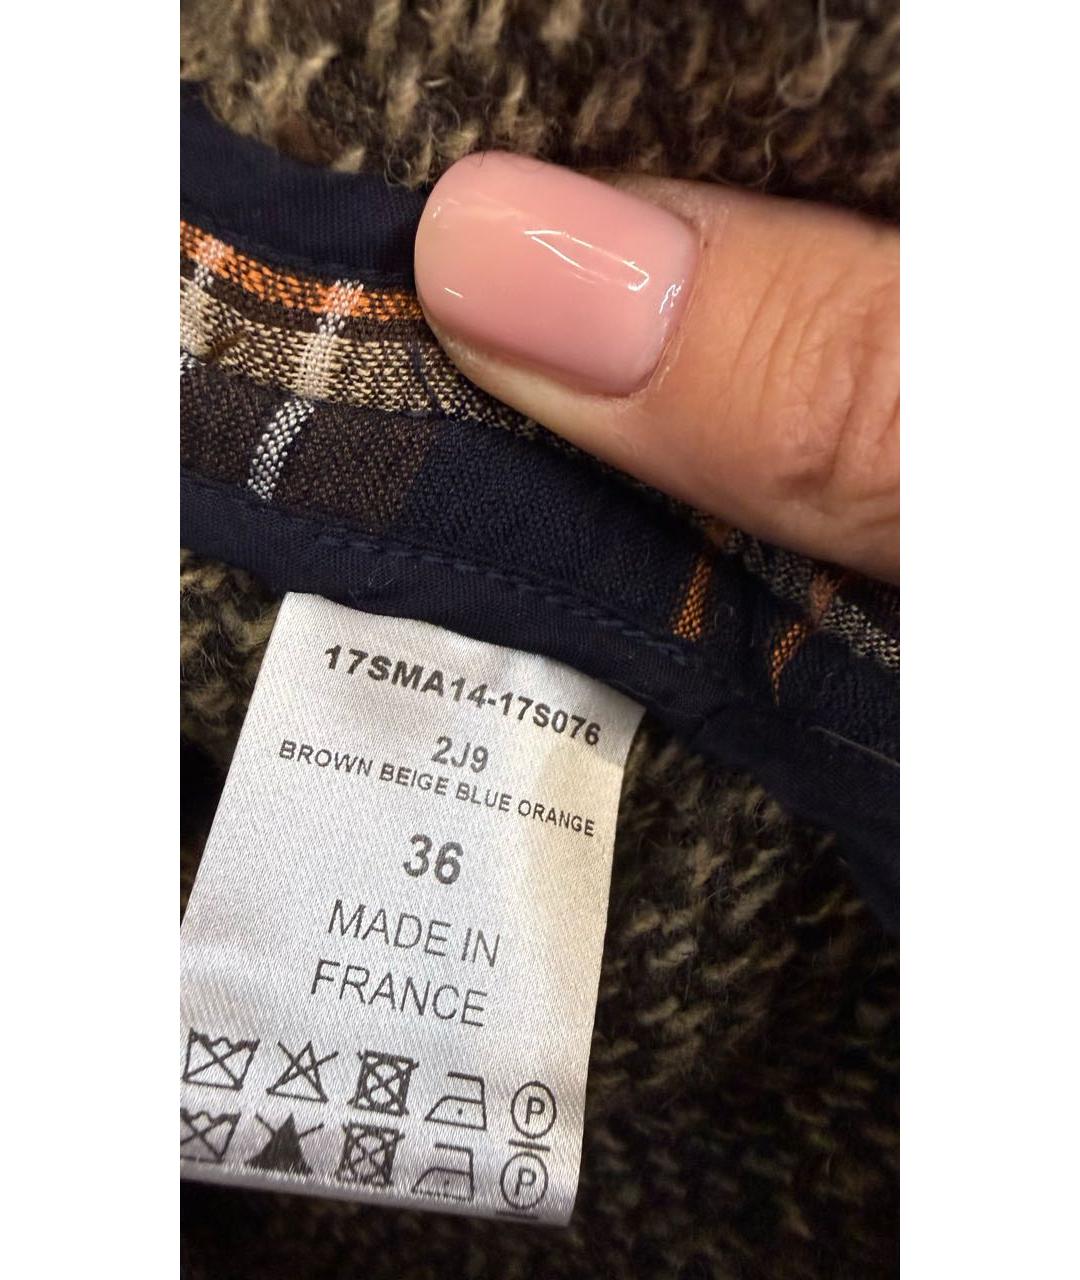 17SMA14-17S076
2J9
BROWN BEIGE BLUE ORANGE
36
MADE IN
FRANCE
P
P